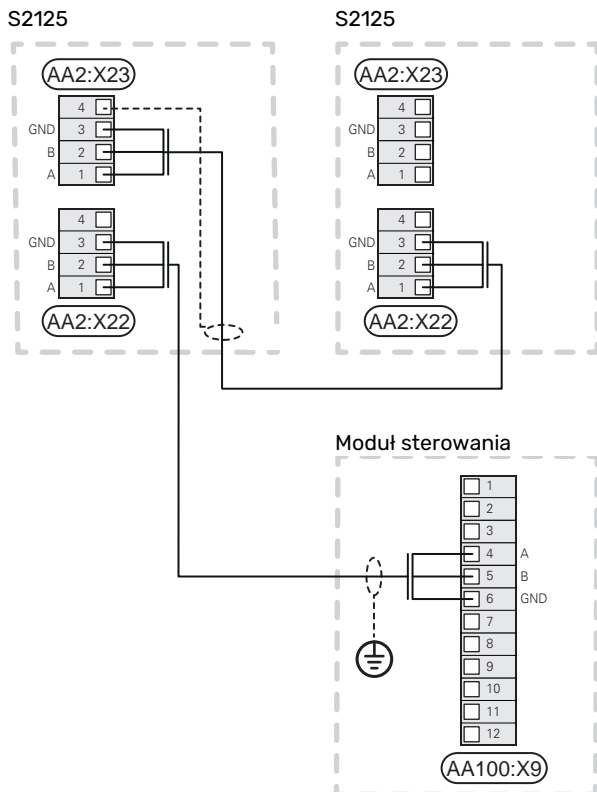 S2125
AA2:X23
4
GND 3
B 2
A 1
4
GND 3
B 2
A 1
AA2:X22
S2125
AA2:X23
4
GND 3
B 2
A 1
4
GND 3
B 2
A 1
AA2:X22
Moduł sterowania
1
2
3
4 A
5 B
6 GND
7
8
9
10
11
12
AA100:X9